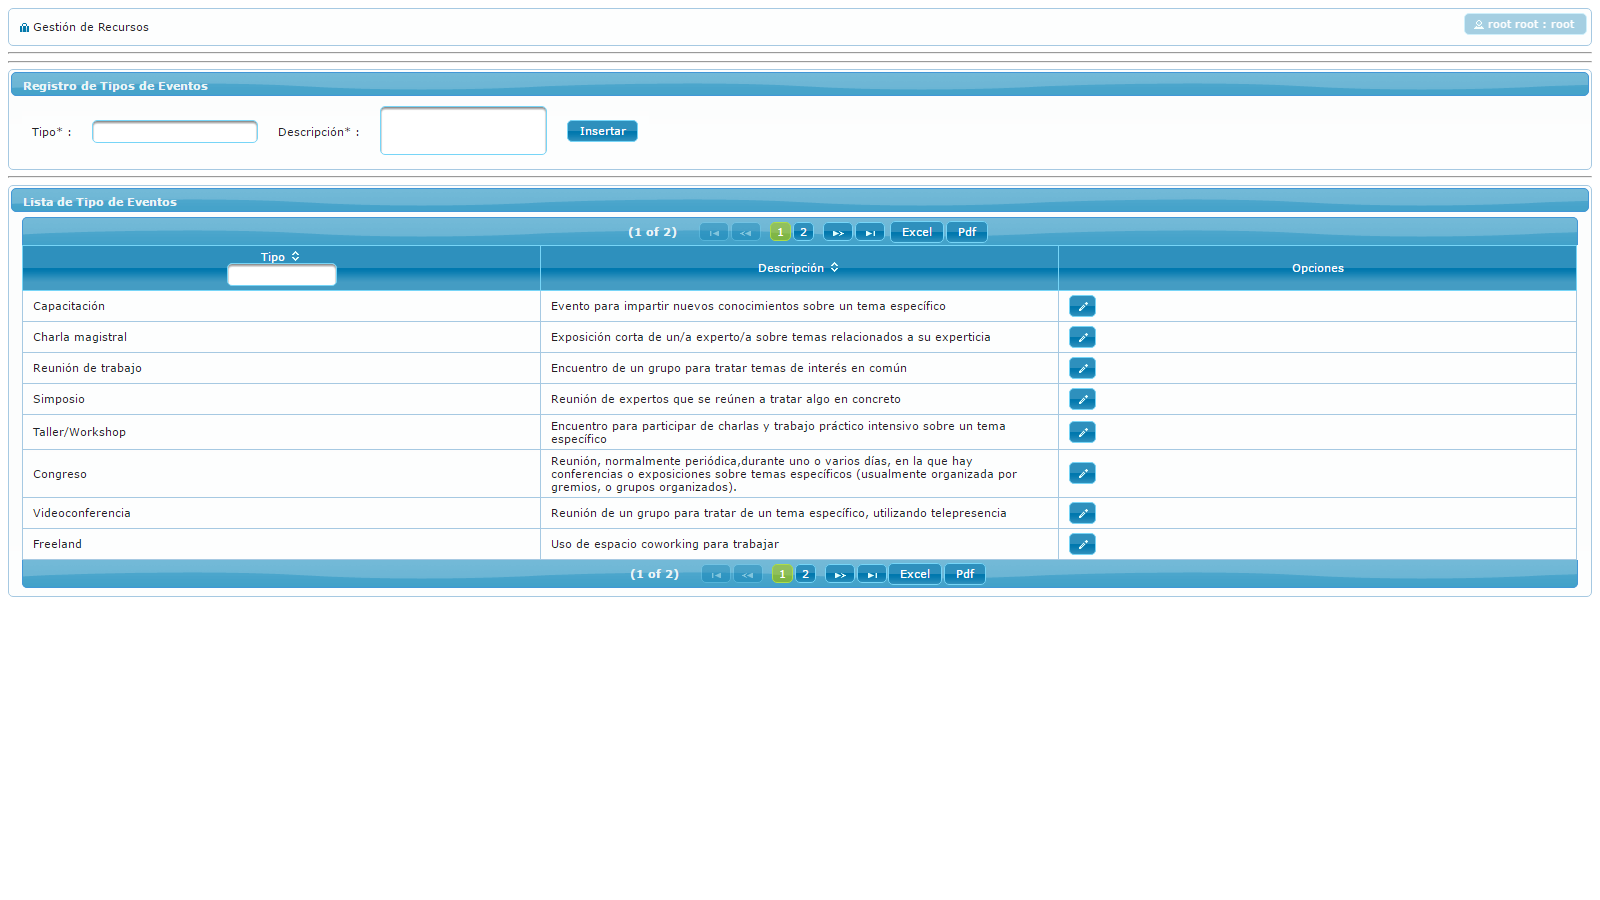 Gestión de Recursos
root root : root
Registro de Tipos de Eventos
Tipo* :
Descripción* :
Insertar
Lista de Tipo de Eventos
(1 of 2) 1 2 Excel Pdf
Tipo
Descripción
Opciones
Capacitación
Evento para impartir nuevos conocimientos sobre un tema específico
Charla magistral
Exposición corta de un/a experto/a sobre temas relacionados a su experticia
Reunión de trabajo
Encuentro de un grupo para tratar temas de interés en común
Simposio
Reunión de expertos que se reúnen a tratar algo en concreto
Taller/Workshop
Encuentro para participar de charlas y trabajo práctico intensivo sobre un tema
específico
Congreso
Reunión, normalmente periódica,durante uno o varios días, en la que hay
conferencias o exposiciones sobre temas específicos (usualmente organizada por
gremios, o grupos organizados).
Videoconferencia
Reunión de un grupo para tratar de un tema específico, utilizando telepresencia
Freeland
Uso de espacio coworking para trabajar
(1 of 2) 1 2 Excel Pdf